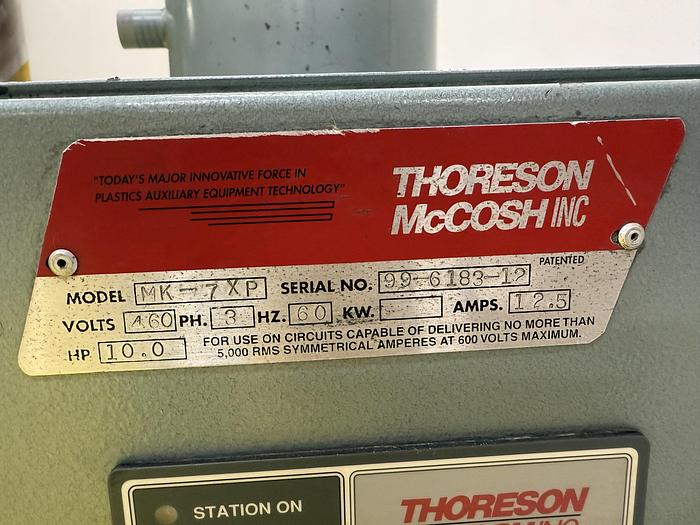 "TODAY'S MAJOR INNOVATIVE FORCE IN
PLASTICS AUXILIARY EQUIPMENT TECHNOLOGY"
THORESON
McCOSH INC
PATENTED
MODEL MK-7XP SERIAL NO. 99-6183-12
VOLTS 460 PH. 3 HZ. 60 KW. AMPS. 12.5
HP 10.0
FOR USE ON CIRCUITS CAPABLE OF DELIVERING NO MORE THAN
5,000 RMS SYMMETRICAL AMPERES AT 600 VOLTS MAXIMUM.
STATION ON
THORESON